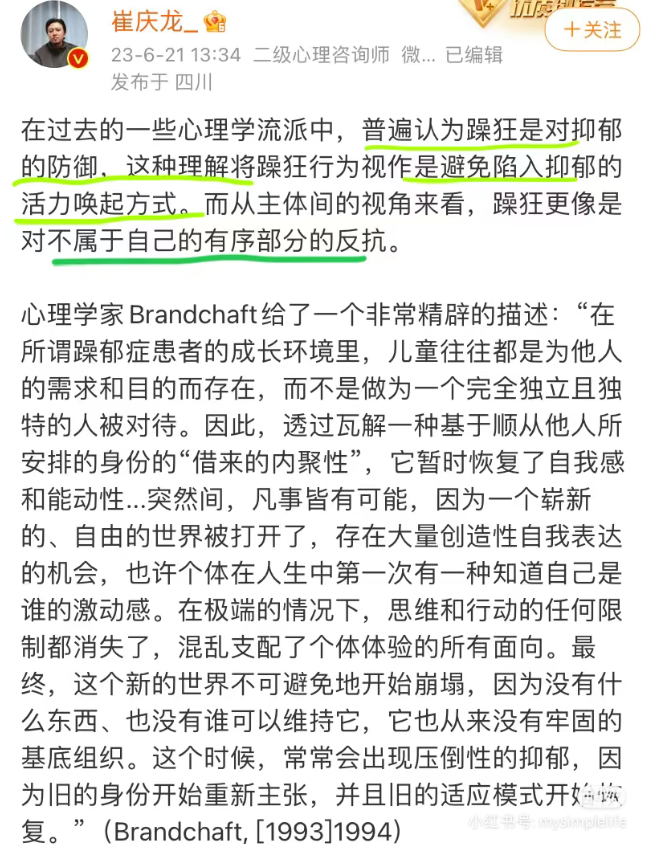 崔庆龙_
23-6-21 13:34 二级心理咨询师 微... 已编辑
发布于 四川
+关注
在过去的一些心理学流派中，普遍认为躁狂是对抑郁
的防御，这种理解将躁狂行为视作是避免陷入抑郁的
活力唤起方式。而从主体间的视角来看，躁狂更像是
对不属于自己的有序部分的反抗。
心理学家Brandchaft给了一个非常精辟的描述：“在
所谓躁郁症患者的成长环境里，儿童往往都是为他人
的需求和目的而存在，而不是做为一个完全独立且独
特的人被对待。因此，透过瓦解一种基于顺从他人所
安排的身份的“借来的内聚性”，它暂时恢复了自我感
和能动性...突然间，凡事皆有可能，因为一个崭新
的、自由的世界被打开了，存在大量创造性自我表达
的机会，也许个体在人生中第一次有一种知道自己是
谁的激动感。在极端的情况下，思维和行动的任何限
制都消失了，混乱支配了个体体验的所有面向。最
终，这个新的世界不可避免地开始崩塌，因为没有什
么东西、也没有谁可以维持它，它也从来没有牢固的
基底组织。这个时候，常常会出现压倒性的抑郁，因
为旧的身份开始重新主张，并且旧的适应模式开始恢
复。”（Brandchaft, [1993]1994）
小红书号: mysimplelife